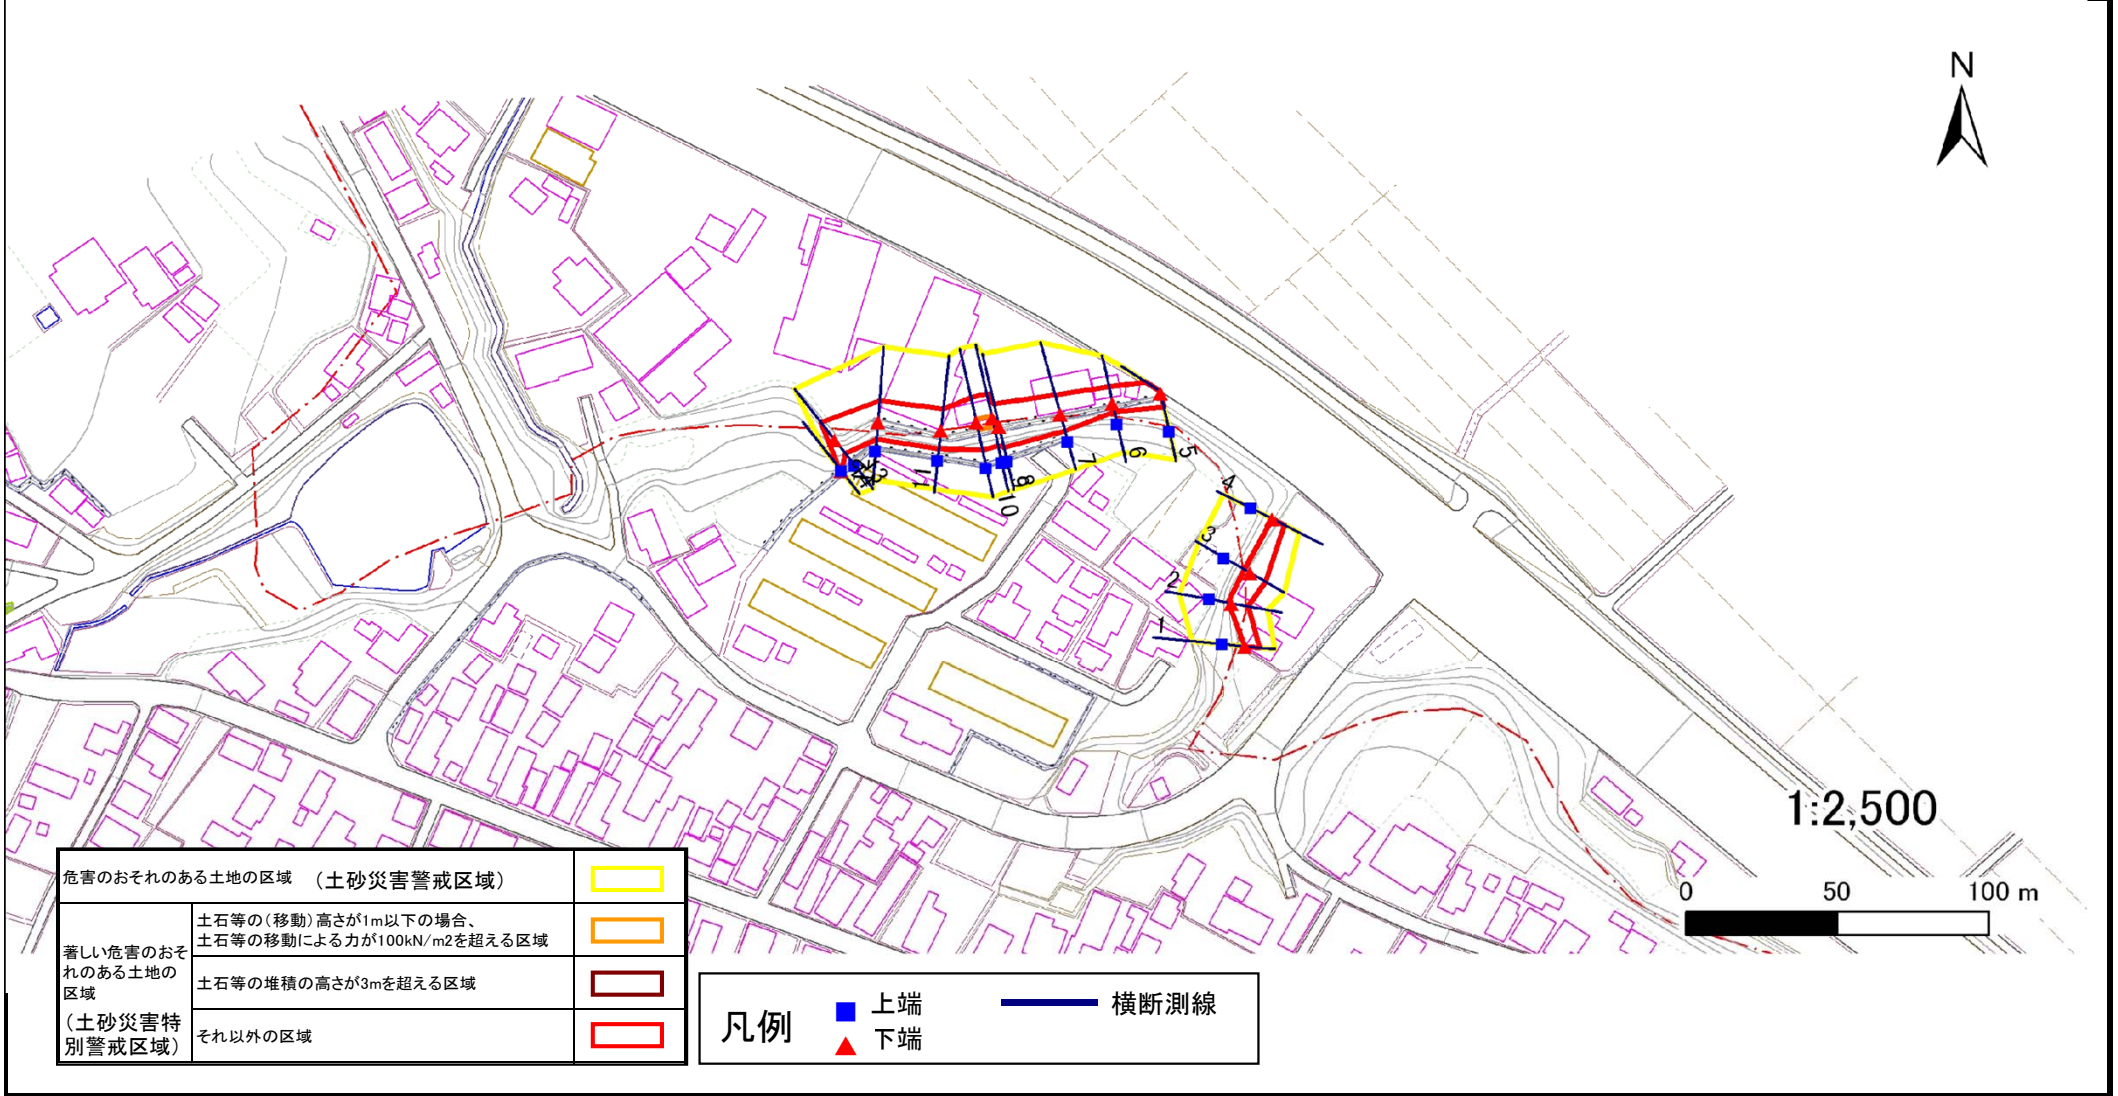 N
4
3
2
1
5
6
7
8
10
11
1:2,500
0 50 100 m
危害のおそれのある土地の区域 (土砂災害警戒区域)
著しい危害のおそ
れのある土地の
区域
(土砂災害特
別警戒区域)
土石等の(移動)高さが1m以下の場合、
土石等の移動による力が100kN/m2を超える区域
土石等の堆積の高さが3mを超える区域
それ以外の区域
凡例
上端
下端
横断測線